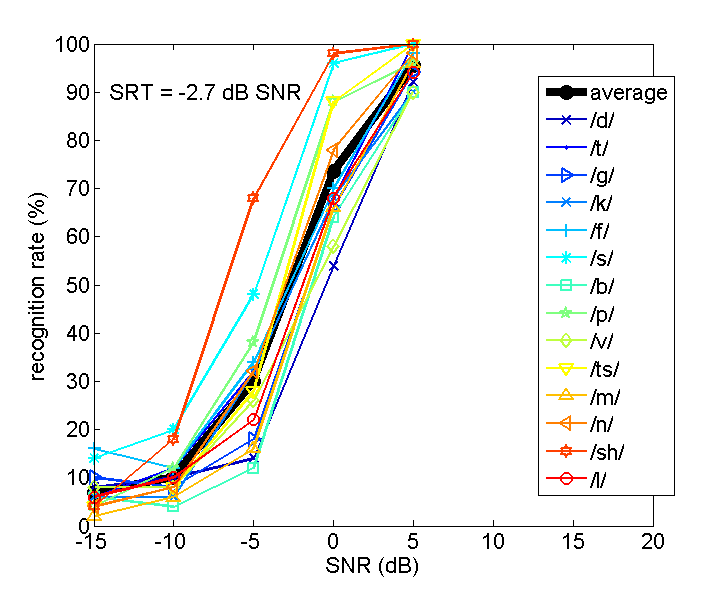 100
90
80
70
60
50
40
30
20
10
0
recognition rate (%)
SRT = -2.7 dB SNR
average
/d/
/t/
/g/
/k/
/f/
/s/
/b/
/p/
/v/
/ts/
/m/
/n/
/sh/
/l/
-15 -10 -5 0 5 10 15 20
SNR (dB)